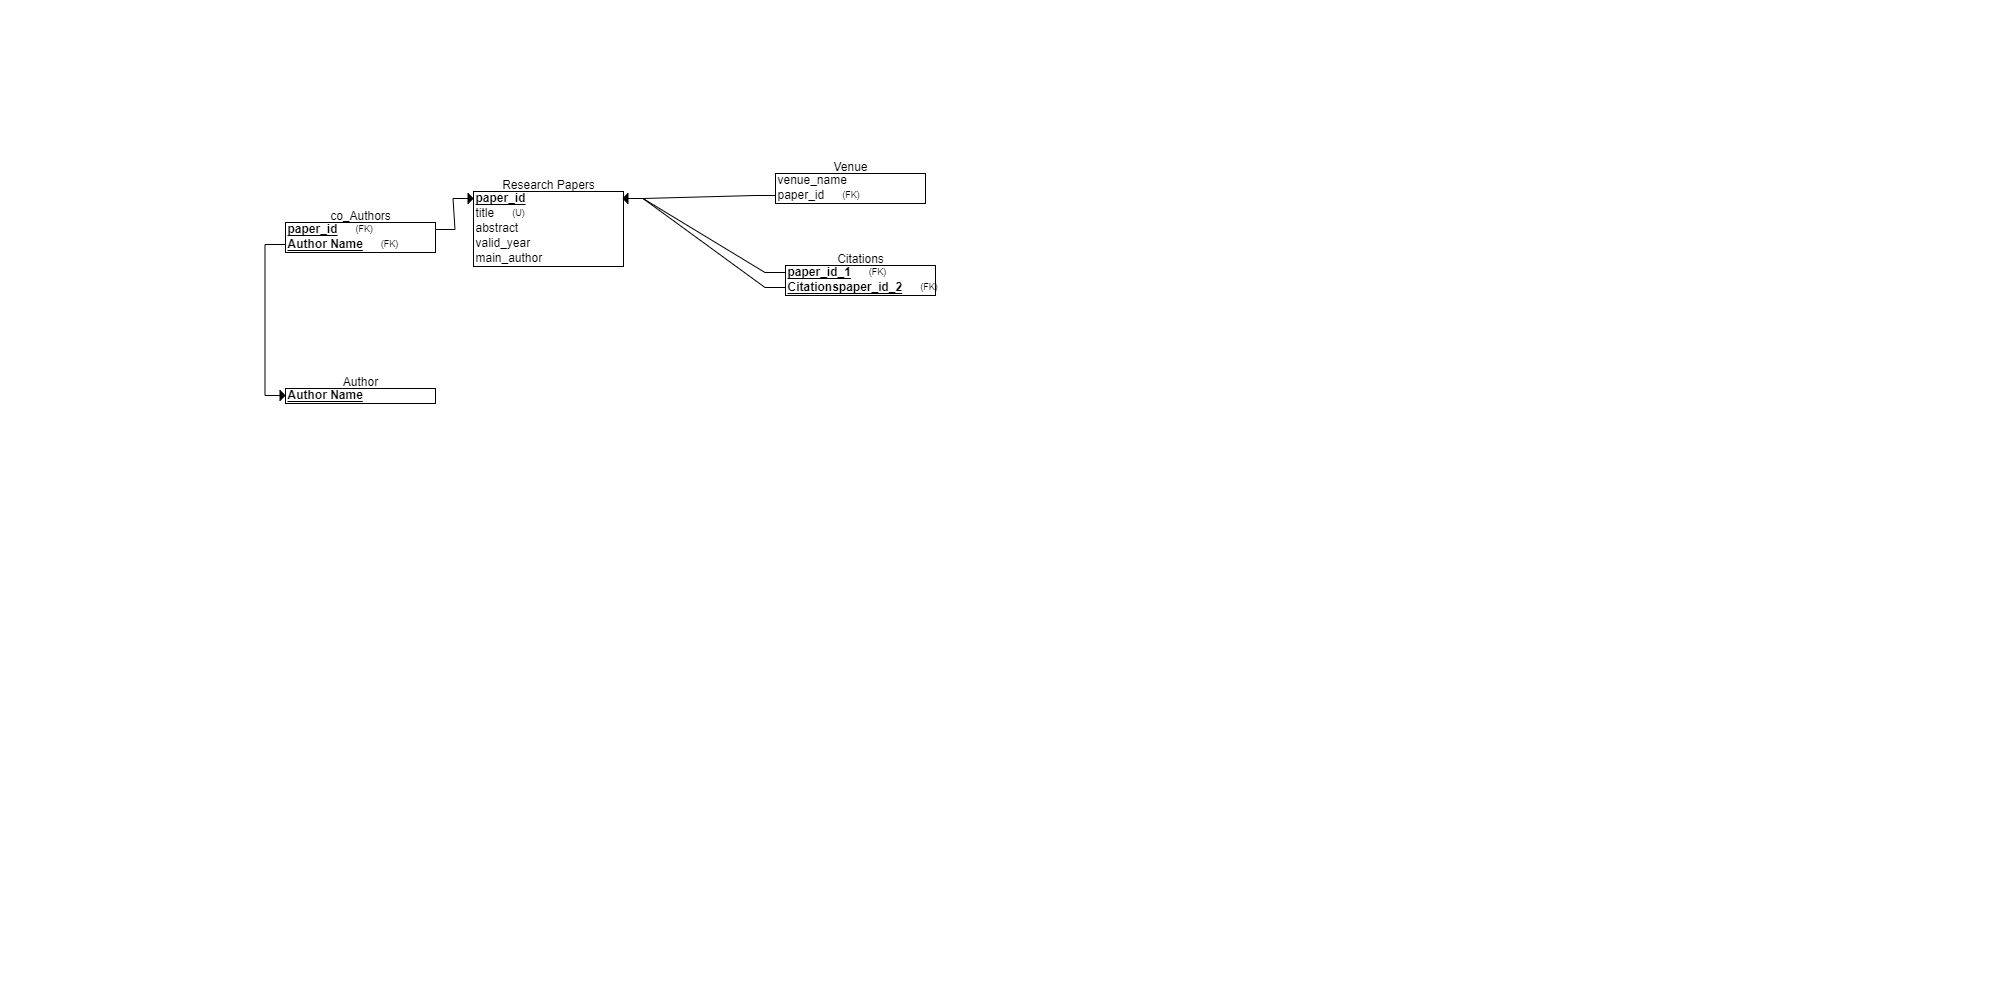 Venue
venue_name
paper_id (FK)
Research Papers
paper_id
title (U)
abstract
valid_year
main_author
co_Authors
paper_id (FK)
Author Name (FK)
Citations
paper_id_1 (FK)
Citationspaper_id_2 (FK)
Author
Author Name